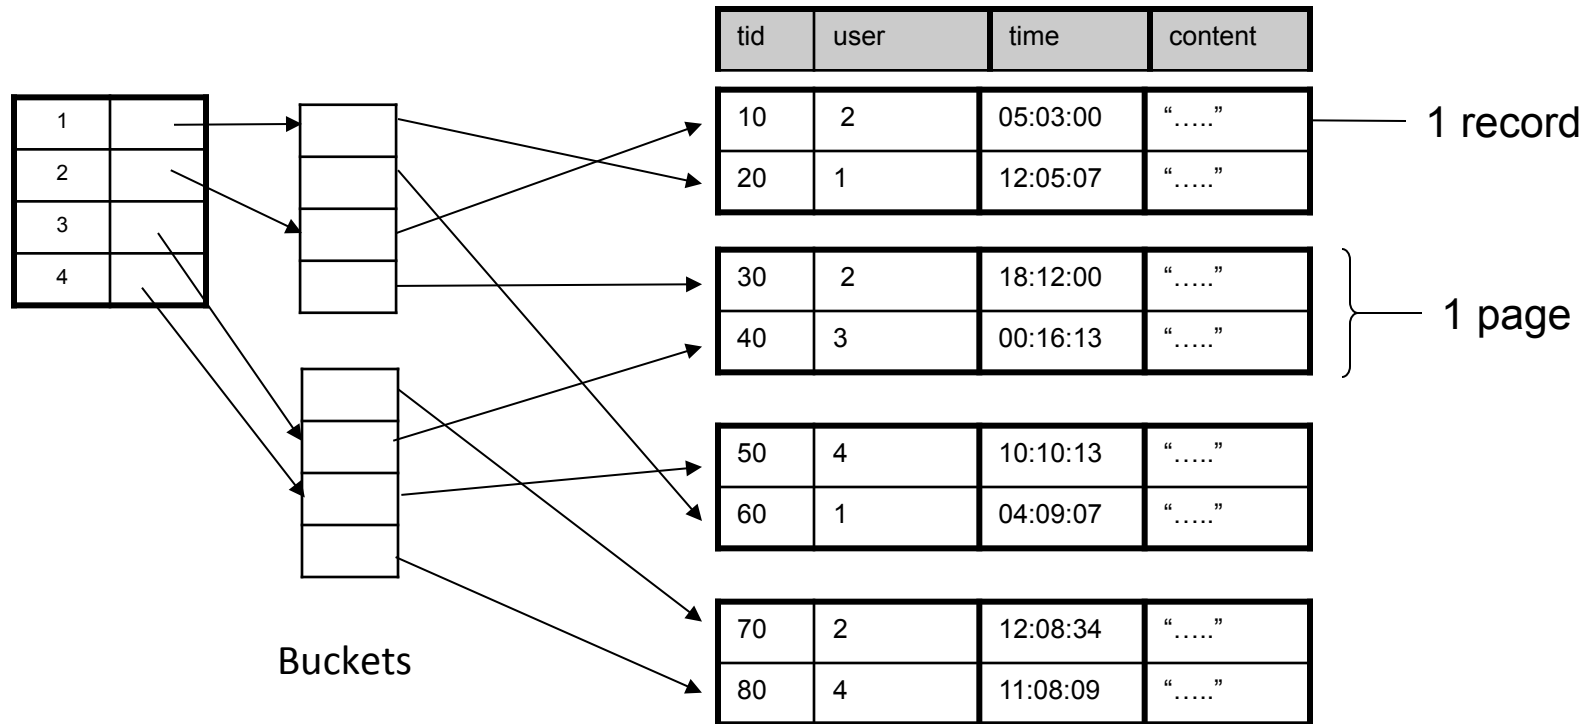 tid user time content
1
2
3
4
10 2 05:03:00 “…..”
20 1 12:05:07 “…..”
1 record
30 2 18:12:00 “…..”
40 3 00:16:13 “…..”
1 page
50 4 10:10:13 “…..”
60 1 04:09:07 “…..”
70 2 12:08:34 “…..”
80 4 11:08:09 “…..”
Buckets